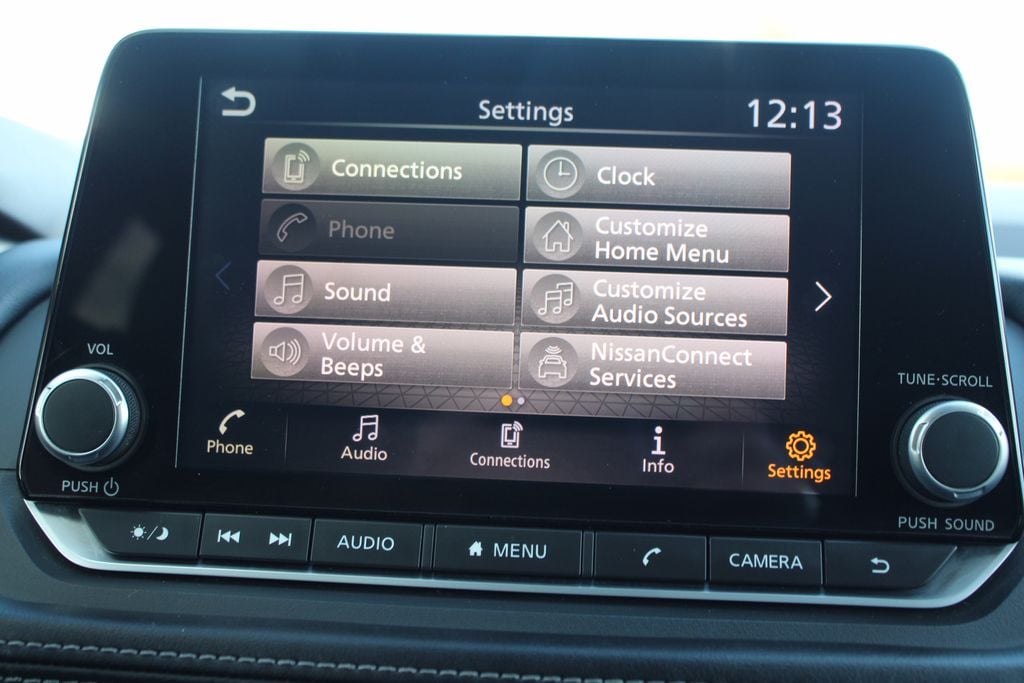 Settings
12:13
Connections
Clock
Phone
Customize
Home Menu
Sound
Customize
Audio Sources
Volume &
Beeps
NissanConnect
Services
VOL
TUNE·SCROLL
Phone
Audio
Connections
Info
Settings
PUSH
PUSH SOUND
AUDIO
MENU
CAMERA